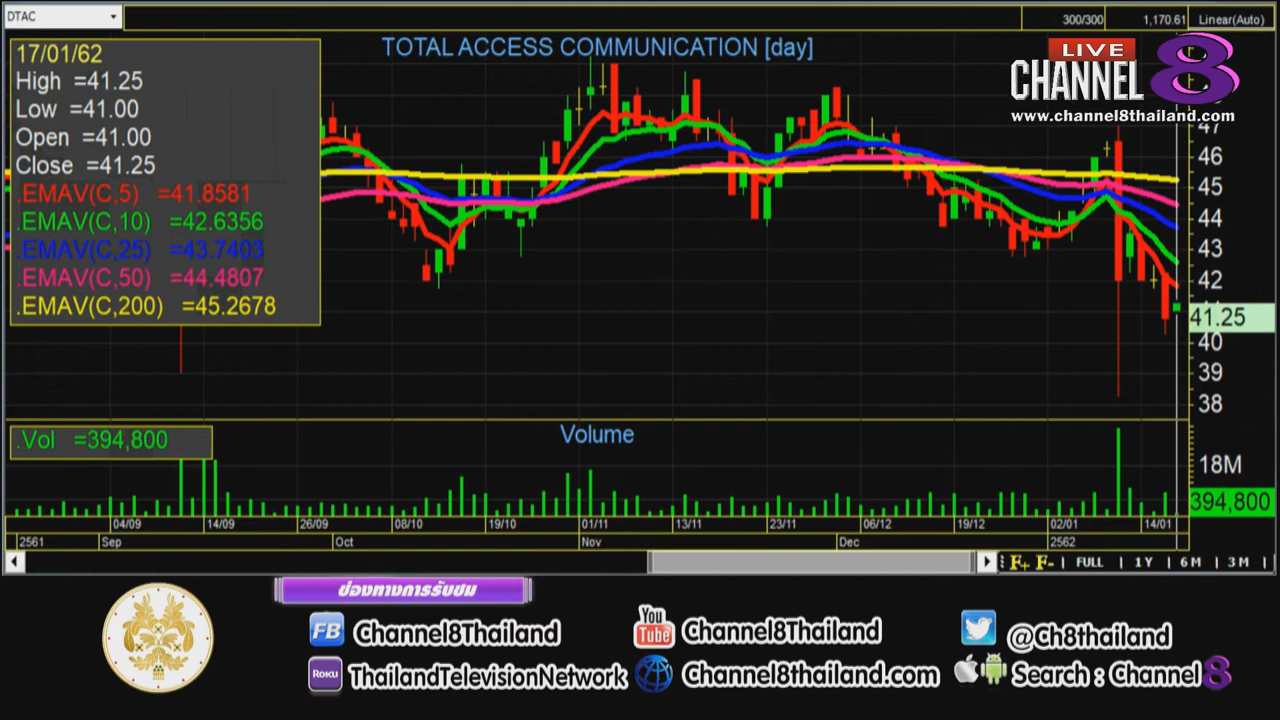 DTAC
300/300
1,170.61
Linear(Auto)
17/01/62
High =41.25
Low =41.00
Open =41.00
Close =41.25
.EMAV(C,5) =41.8581
.EMAV(C,10) =42.6356
.EMAV(C,25) =43.7403
.EMAV(C,50) =44.4807
.EMAV(C,200) =45.2678
TOTAL ACCESS COMMUNICATION [day]
LIVE
CHANNEL 8
www.channel8thailand.com
47
46
45
44
43
42
41.25
40
39
38
.Vol =394,800
Volume
18M
394,800
04/09 14/09 26/09 08/10 19/10 01/11 13/11 23/11 06/12 19/12 02/01 14/01
2561 Sep Oct Nov Dec 2562
F+ F- | FULL | 1Y | 6M | 3M |
ช่องทางการรับชม
FB Channel8Thailand
You Tube Channel8Thailand
@Ch8thailand
ROKU ThailandTelevisionNetwork
Channel8thailand.com
Search : Channel 8